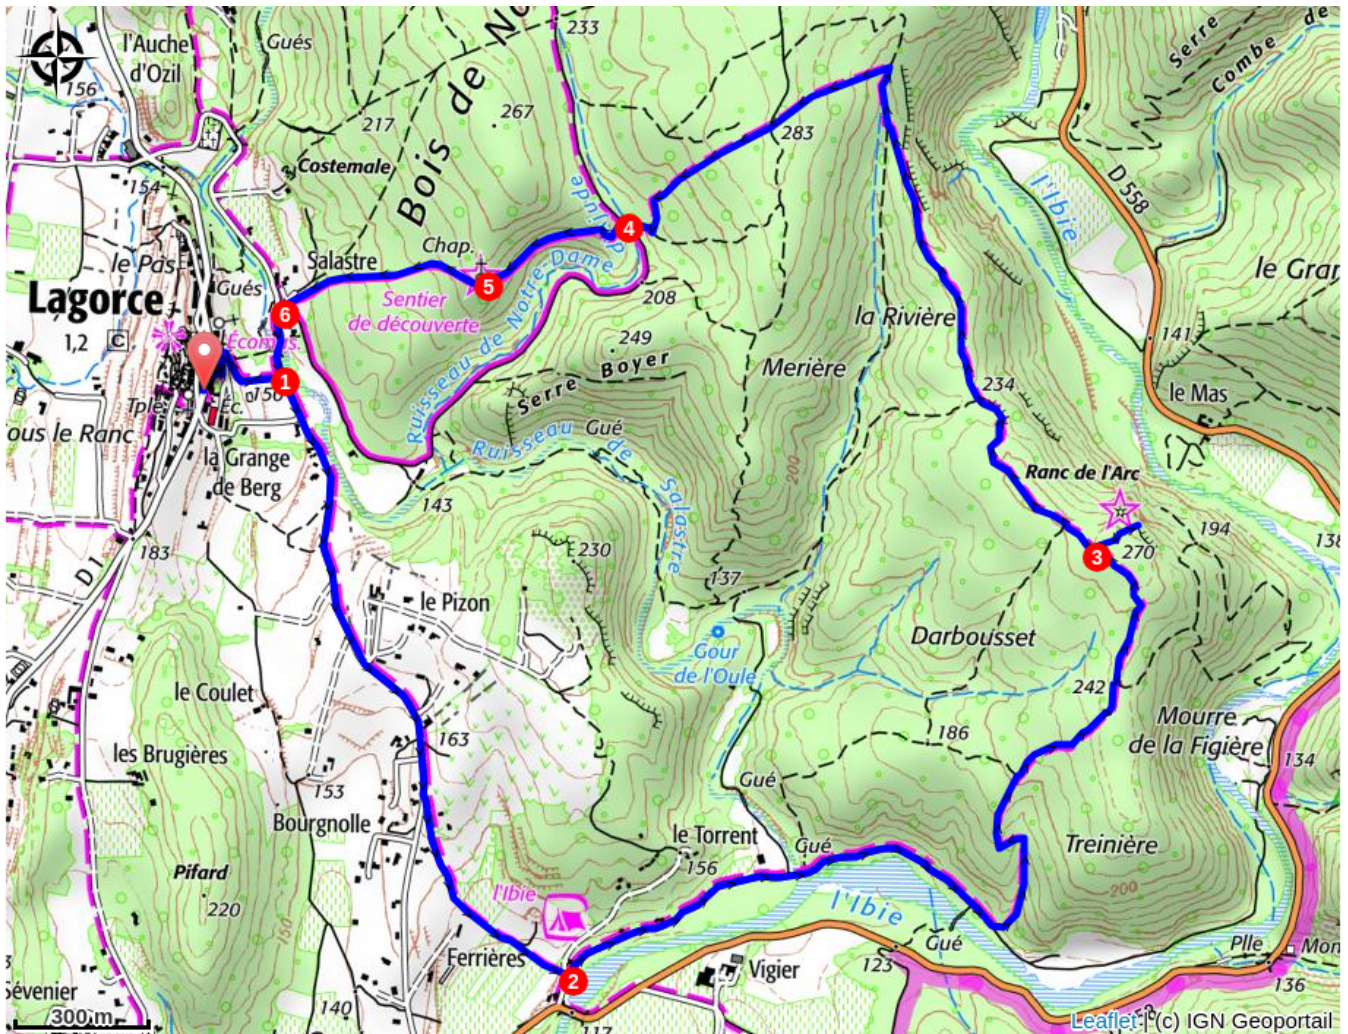 l'Auche
d'Ozil
156
Gués
217
267
233
Bois de No
Costemale
154
le Pas
Gués
Lagorce
1,2
C
Écomus.
Tple
Éc.
150
ous le Ranc
la Grange
de Berg
183
D 1
Salastre
Chap.
Sentier
de découverte
Ruisseau de Notre Dame
d'Inde
208
249
Serre Boyer
283
Merière
la Rivière
l'Ibie
D 558
Serre
Combe de
le Gran
141
le Mas
234
Ranc de l'Arc
194
138
270
200
Ruisseau de Salastre
Gué
143
230
137
Gour
de l'Oule
le Pizon
le Coulet
les Brugières
163
153
Bourgnolle
Pifard
220
150
Darbousset
242
186
Mourre
de la Figière
134
Treinière
200
Gué
Gué
le Torrent
156
l'Ibie
l'Ibie
Ferrières
Vigier
123
Gué
Plle
Mon
136
117
140
Sévenier
1
2
3
4
5
6
300 m
Leaflet | (c) IGN Geoportail